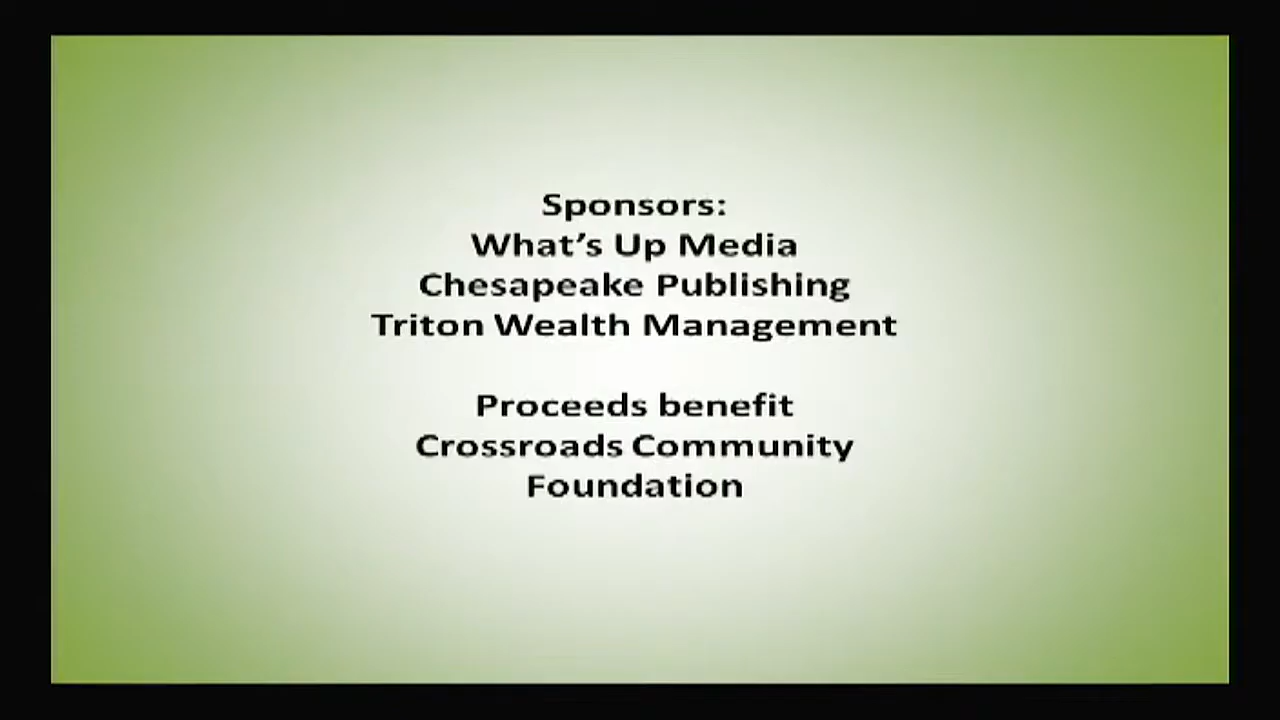 Sponsors:
What’s Up Media
Chesapeake Publishing
Triton Wealth Management
Proceeds benefit
Crossroads Community
Foundation